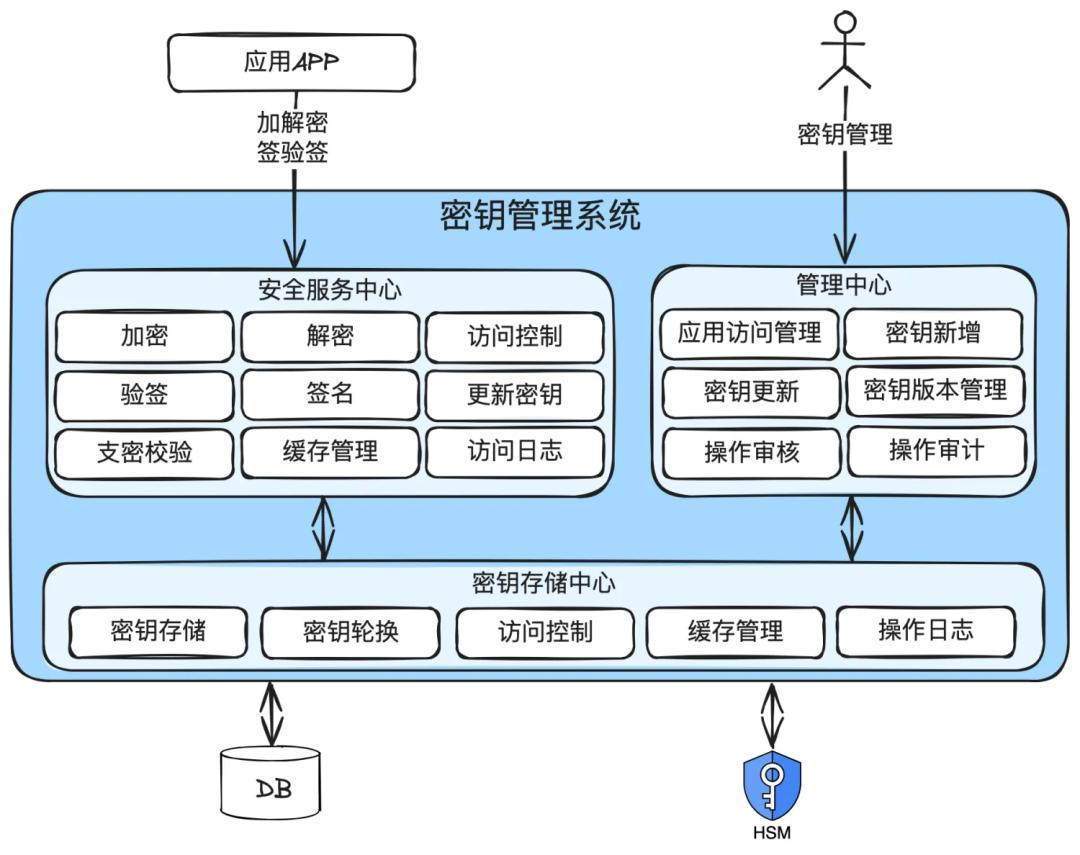 应用APP
加解密
签验签
密钥管理
密钥管理系统
安全服务中心
加密
解密
访问控制
验签
签名
更新密钥
支密校验
缓存管理
访问日志
管理中心
应用访问管理
密钥新增
密钥更新
密钥版本管理
操作审核
操作审计
密钥存储中心
密钥存储
密钥轮换
访问控制
缓存管理
操作日志
DB
HSM